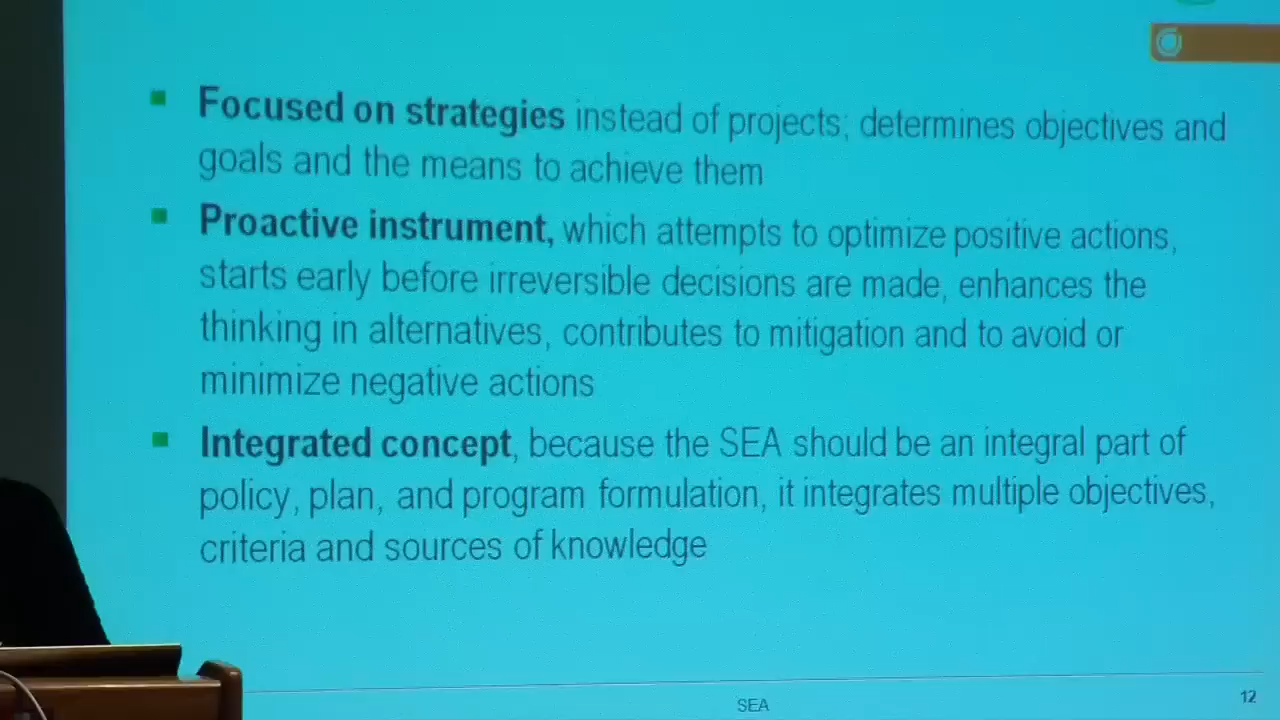 Focused on strategies instead of projects; determines objectives and
goals and the means to achieve them
Proactive instrument, which attempts to optimize positive actions,
starts early before irreversible decisions are made, enhances the
thinking in alternatives, contributes to mitigation and to avoid or
minimize negative actions
Integrated concept, because the SEA should be an integral part of
policy, plan, and program formulation, it integrates multiple objectives,
criteria and sources of knowledge
SEA
12